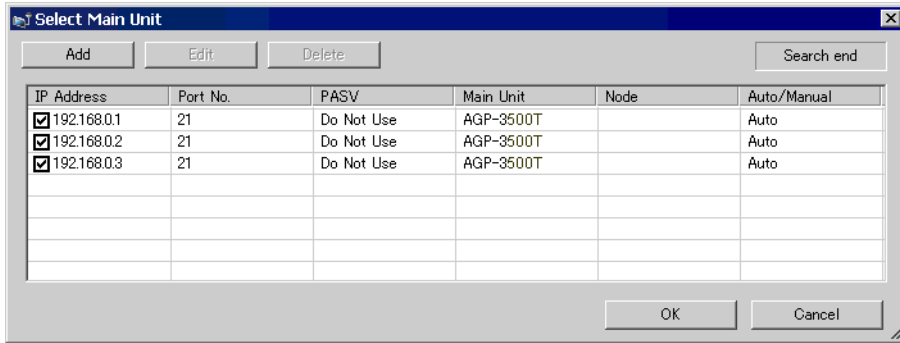 Select Main Unit
Add Edit Delete Search end
IP Address Port No. PASV Main Unit Node Auto/Manual
192.168.0.1 21 Do Not Use AGP-3500T Auto
192.168.0.2 21 Do Not Use AGP-3500T Auto
192.168.0.3 21 Do Not Use AGP-3500T Auto
OK Cancel